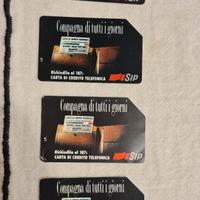 Compagna di tutti i giorni
Richiedila al 187:
CARTA DI CREDITO TELEFONICA
SIP
Compagna di tutti i giorni
Richiedila al 187:
CARTA DI CREDITO TELEFONICA
SIP
Compagna di tutti i giorni